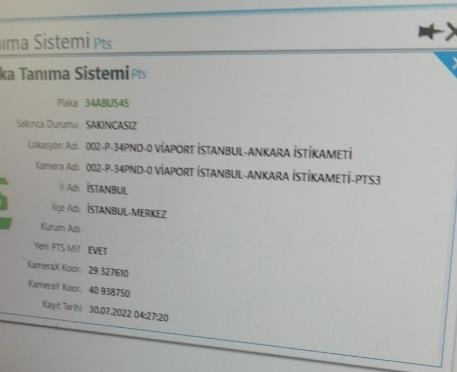 nıma Sistemi Pts
ka Tanıma Sistemi Pts
Plaka 34ABU545
Sakınca Durumu SAKINCASIZ
Lokasyon Adı 002-P-34PND-0 VİAPORT İSTANBUL-ANKARA İSTİKAMETİ
Kamera Adı 002-P-34PND-0 VİAPORT İSTANBUL-ANKARA İSTİKAMETİ-PTS3
İl Adı İSTANBUL
İlçe Adı İSTANBUL-MERKEZ
Kurum Adı
Yeni PTS Mi? EVET
KameraX Koor. 29 327610
KameraY Koor. 40 938750
Kayıt Tarihi 30.07.2022 04:27:20